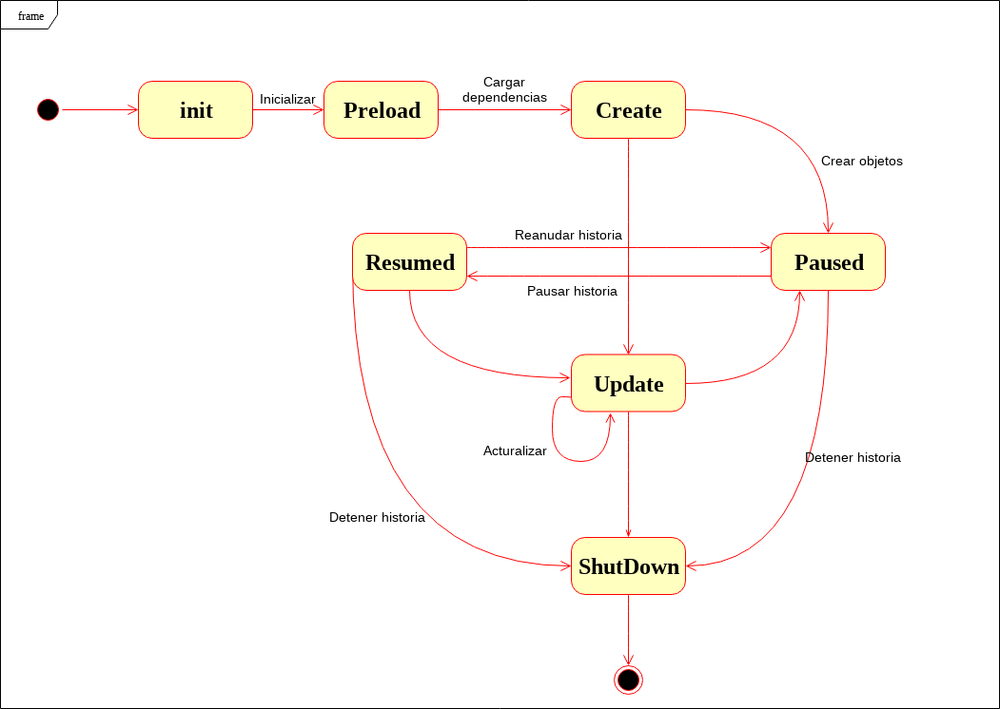 frame
init
Inicializar
Preload
Cargar
dependencias
Create
Crear objetos
Resumed
Reanudar historia
Pausar historia
Paused
Update
Acturalizar
Detener historia
Detener historia
ShutDown